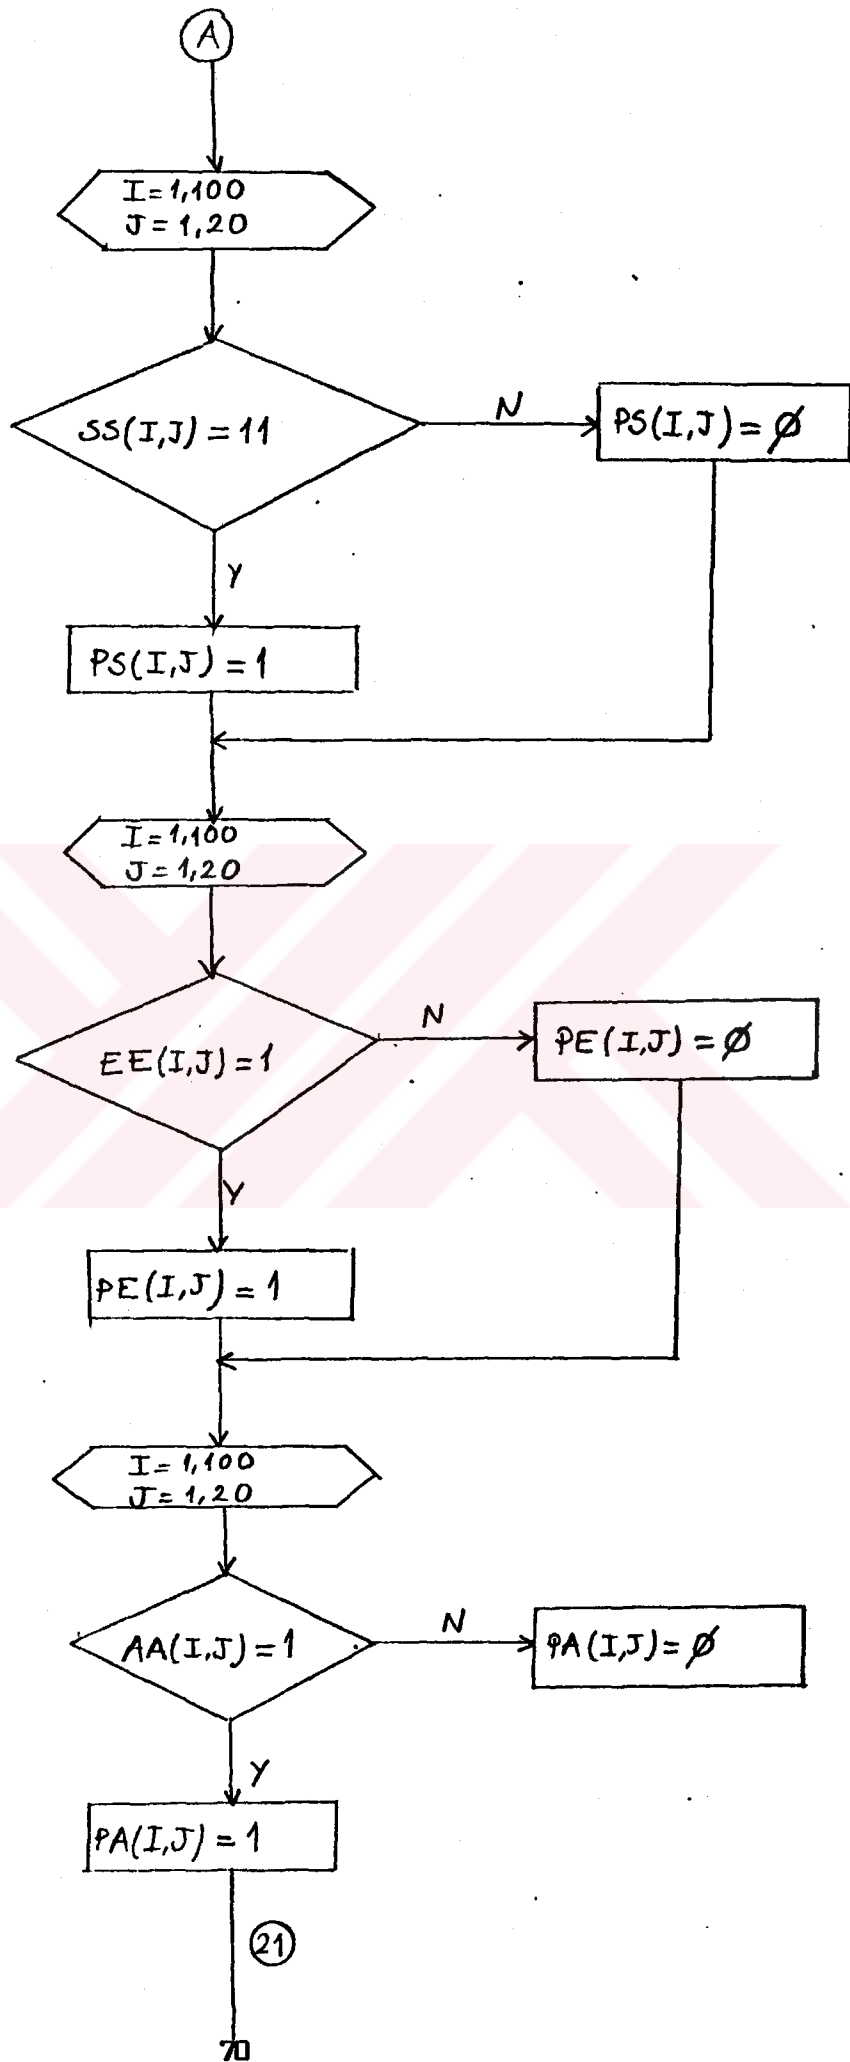 A
I=1,100
J=1,20
SS(I,J)=11
N
PS(I,J)=Ø
Y
PS(I,J)=1
I=1,100
J=1,20
EE(I,J)=1
N
PE(I,J)=Ø
Y
PE(I,J)=1
I=1,100
J=1,20
AA(I,J)=1
N
PA(I,J)=Ø
Y
PA(I,J)=1
21
70